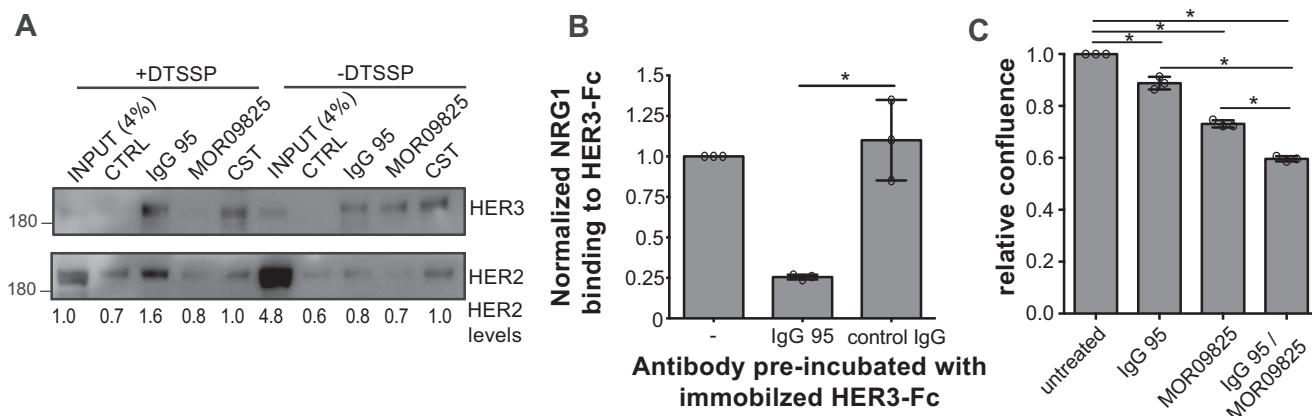 A
+DTSSP
-DTSSP
INPUT (4%)
CTRL
IgG 95
MOR09825
CST
INPUT (4%)
CTRL
IgG 95
MOR09825
CST
180
HER3
180
HER2
1.0 0.7 1.6 0.8 1.0 4.8 0.6 0.8 0.7 1.0
HER2
levels
B
Normalized NRG1
binding to HER3-Fc
1.5
1.25
1.0
0.75
0.5
0.25
0
*
- IgG 95 control IgG
Antibody pre-incubated with
immobilzed HER3-Fc
C
relative confluence
1.0
0.8
0.6
0.4
0.2
0.0
*
*
*
*
*
untreated
IgG 95
MOR09825
IgG 95 /
MOR09825